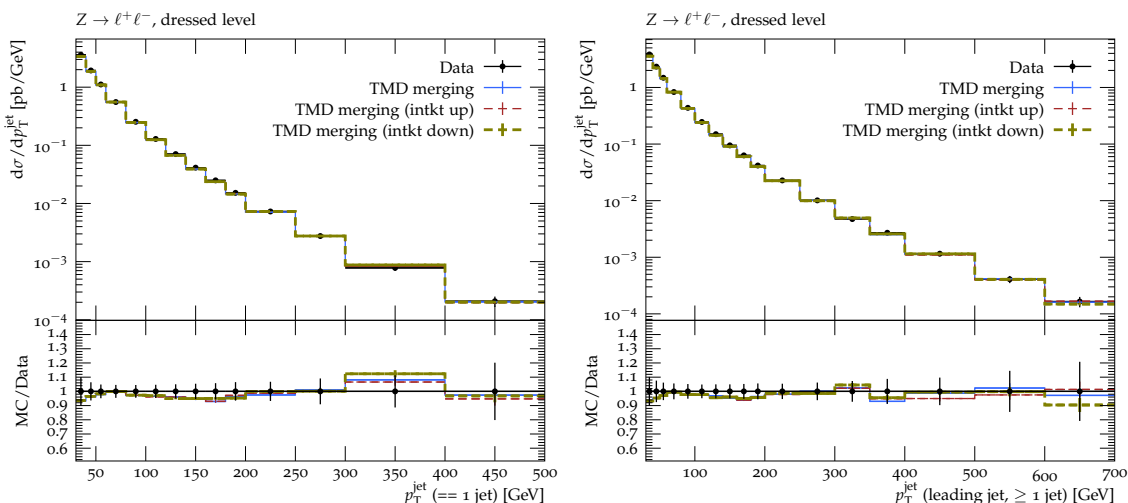 Z → ℓ⁺ℓ⁻, dressed level
dσ/dp_T^jet [pb/GeV]
1
10⁻¹
10⁻²
10⁻³
10⁻⁴
Data
TMD merging
TMD merging (intkt up)
TMD merging (intkt down)
MC/Data
1.4
1.3
1.2
1.1
1.0
0.9
0.8
0.7
0.6
50 100 150 200 250 300 350 400 450 500
p_T^jet (== 1 jet) [GeV]
Z → ℓ⁺ℓ⁻, dressed level
dσ/dp_T^jet [pb/GeV]
1
10⁻¹
10⁻²
10⁻³
10⁻⁴
Data
TMD merging
TMD merging (intkt up)
TMD merging (intkt down)
MC/Data
1.4
1.3
1.2
1.1
1.0
0.9
0.8
0.7
0.6
100 200 300 400 500 600 700
p_T^jet (leading jet, ≥ 1 jet) [GeV]